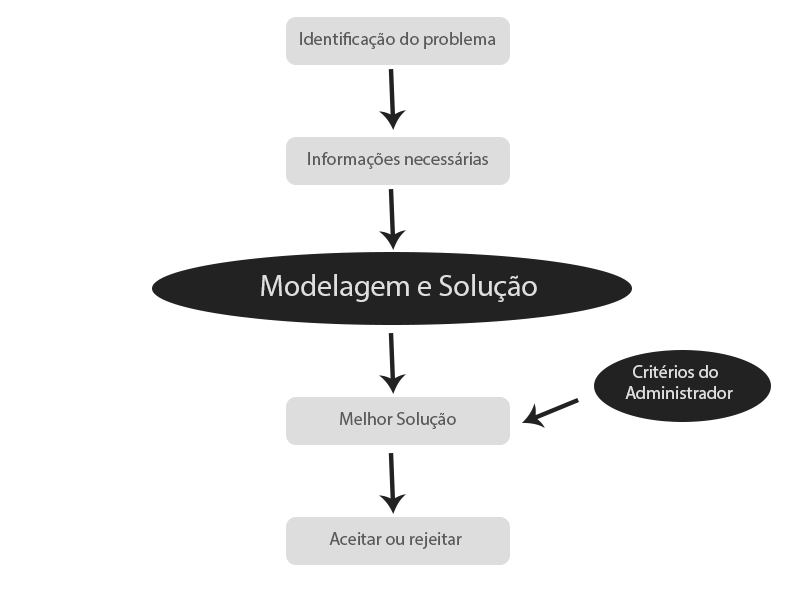 Identificação do problema
Informações necessárias
Modelagem e Solução
Critérios do
Administrador
Melhor Solução
Aceitar ou rejeitar